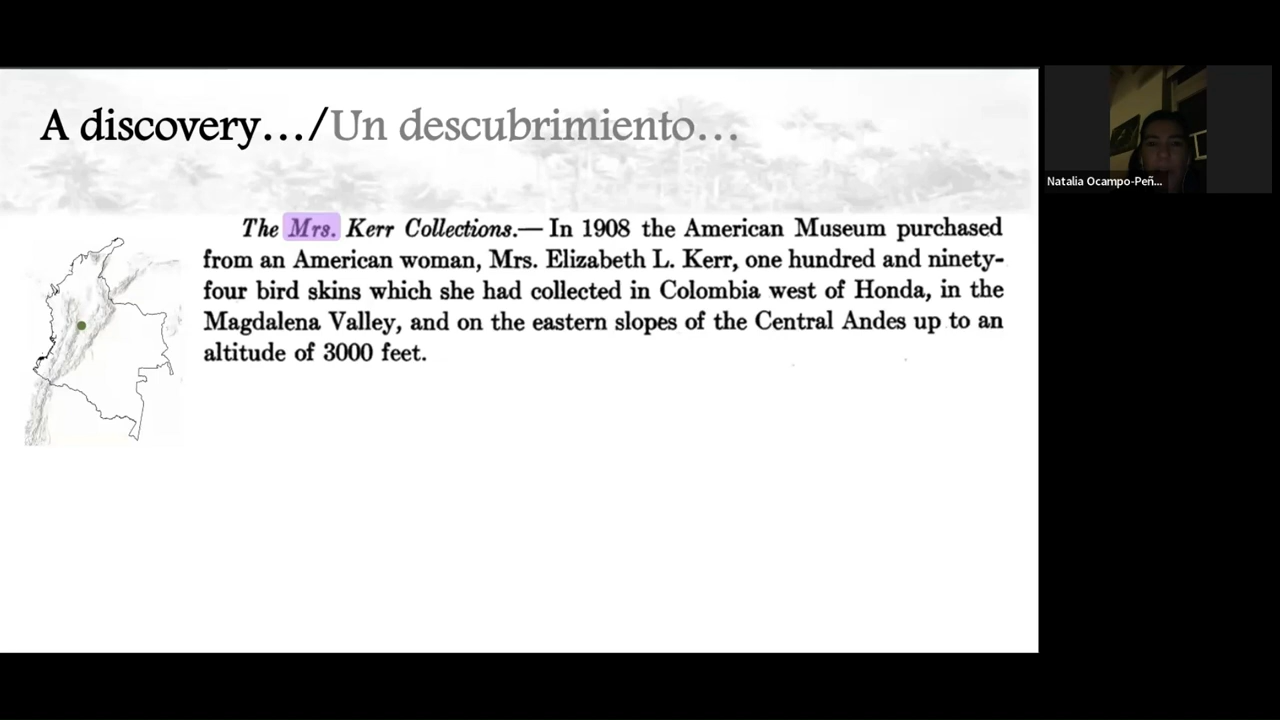 A discovery…/Un descubrimiento…
The Mrs. Kerr Collections.— In 1908 the American Museum purchased
from an American woman, Mrs. Elizabeth L. Kerr, one hundred and ninety-
four bird skins which she had collected in Colombia west of Honda, in the
Magdalena Valley, and on the eastern slopes of the Central Andes up to an
altitude of 3000 feet.
Natalia Ocampo-Peñ...